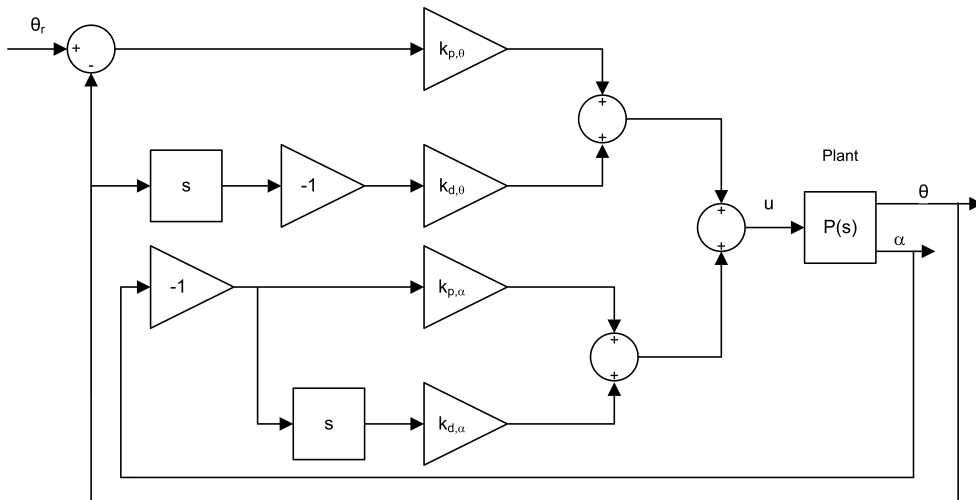 θr
+
-
kp,θ
+
+
s
-1
kd,θ
Plant
u
P(s)
θ
α
+
+
-1
kp,α
+
+
s
kd,α